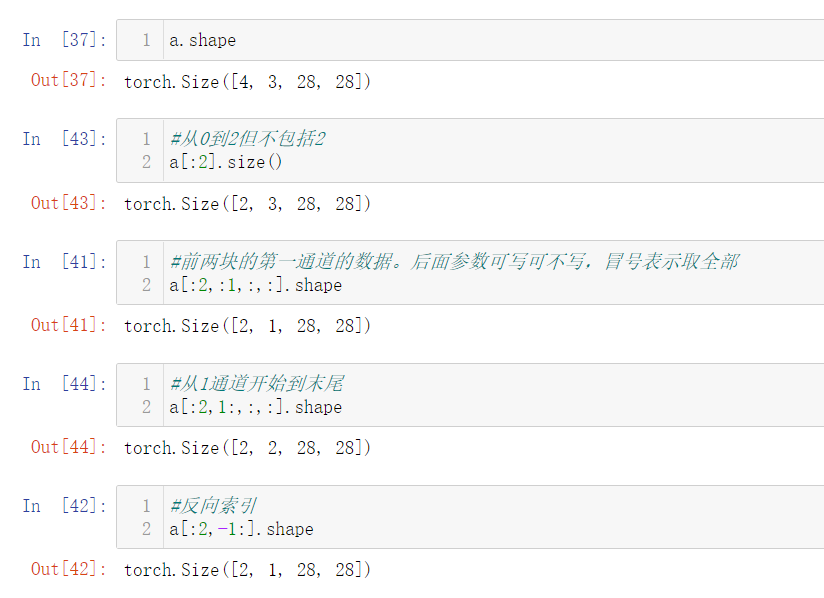 In [37]: 1 a.shape
Out[37]: torch.Size([4, 3, 28, 28])
In [43]: 1 #从0到2但不包括2
2 a[:2].size()
Out[43]: torch.Size([2, 3, 28, 28])
In [41]: 1 #前两块的第一通道的数据。后面参数可写可不写，冒号表示取全部
2 a[:2,:1,:,:].shape
Out[41]: torch.Size([2, 1, 28, 28])
In [44]: 1 #从1通道开始到末尾
2 a[:2,1:,:,:].shape
Out[44]: torch.Size([2, 2, 28, 28])
In [42]: 1 #反向索引
2 a[:2,-1:].shape
Out[42]: torch.Size([2, 1, 28, 28])